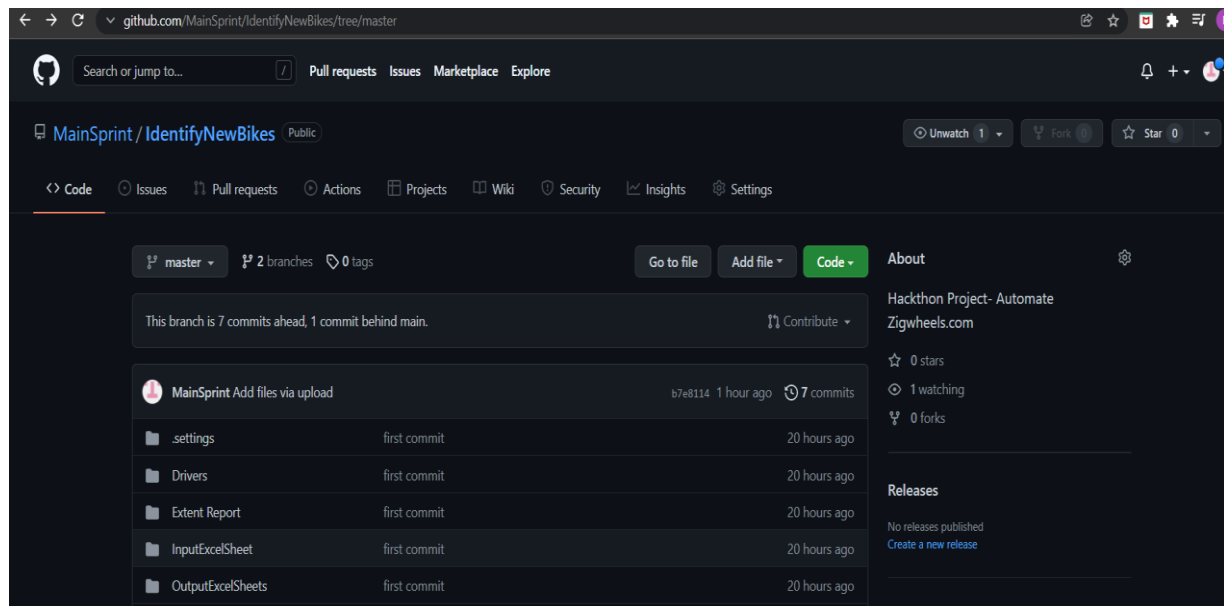 github.com/MainSprint/IdentifyNewBikes/tree/master
Search or jump to... / Pull requests Issues Marketplace Explore
MainSprint / IdentifyNewBikes Public Unwatch 1 Fork 0 Star 0
<> Code Issues Pull requests Actions Projects Wiki Security Insights Settings
master 2 branches 0 tags Go to file Add file Code
This branch is 7 commits ahead, 1 commit behind main. Contribute
MainSprint Add files via upload b7e8114 1 hour ago 7 commits
.settings first commit 20 hours ago
Drivers first commit 20 hours ago
Extent Report first commit 20 hours ago
InputExcelSheet first commit 20 hours ago
OutputExcelSheets first commit 20 hours ago
About
Hackthon Project- Automate
Zigwheels.com
0 stars
1 watching
0 forks
Releases
No releases published
Create a new release